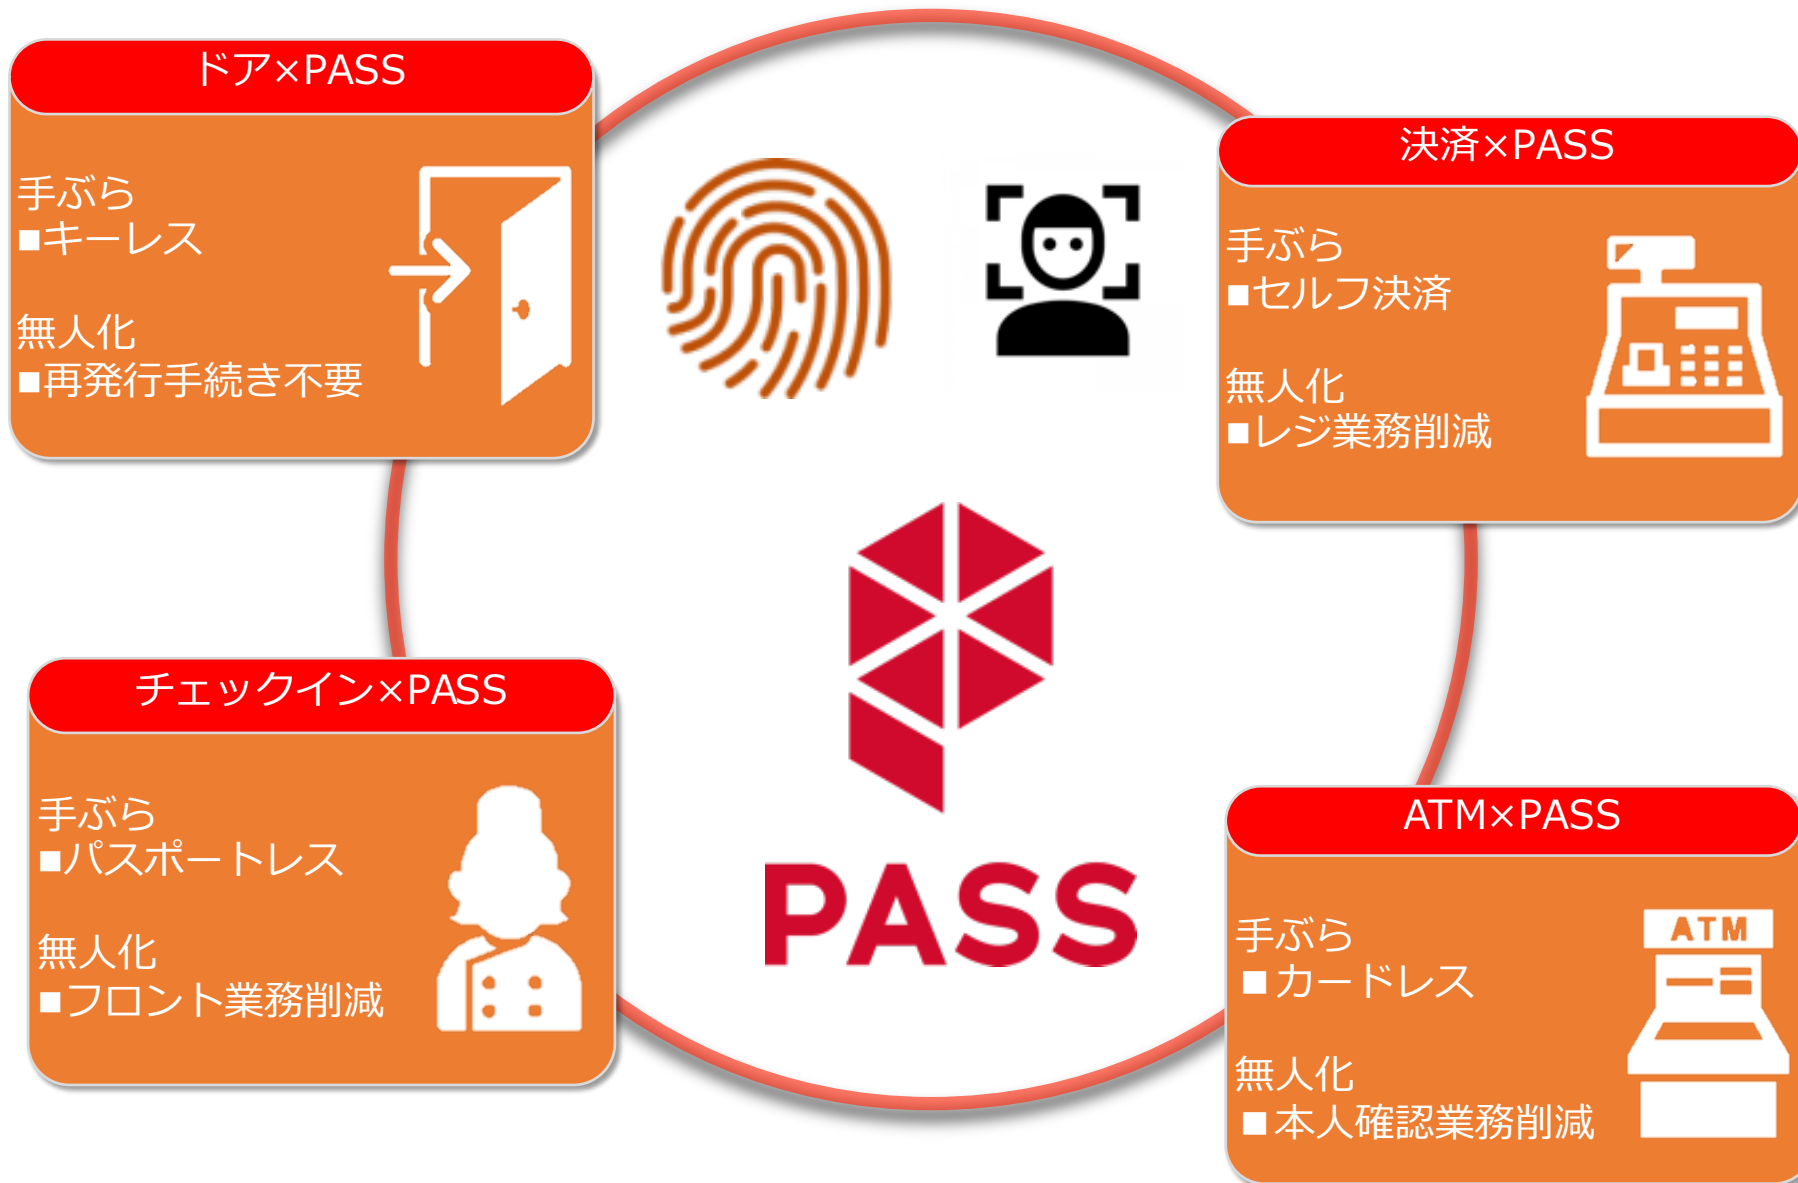 ドア×PASS
手ぶら
■キーレス
無人化
■再発行手続き不要
決済×PASS
手ぶら
■セルフ決済
無人化
■レジ業務削減
PASS
チェックイン×PASS
手ぶら
■パスポートレス
無人化
■フロント業務削減
ATM×PASS
手ぶら
■カードレス
無人化
■本人確認業務削減
ATM